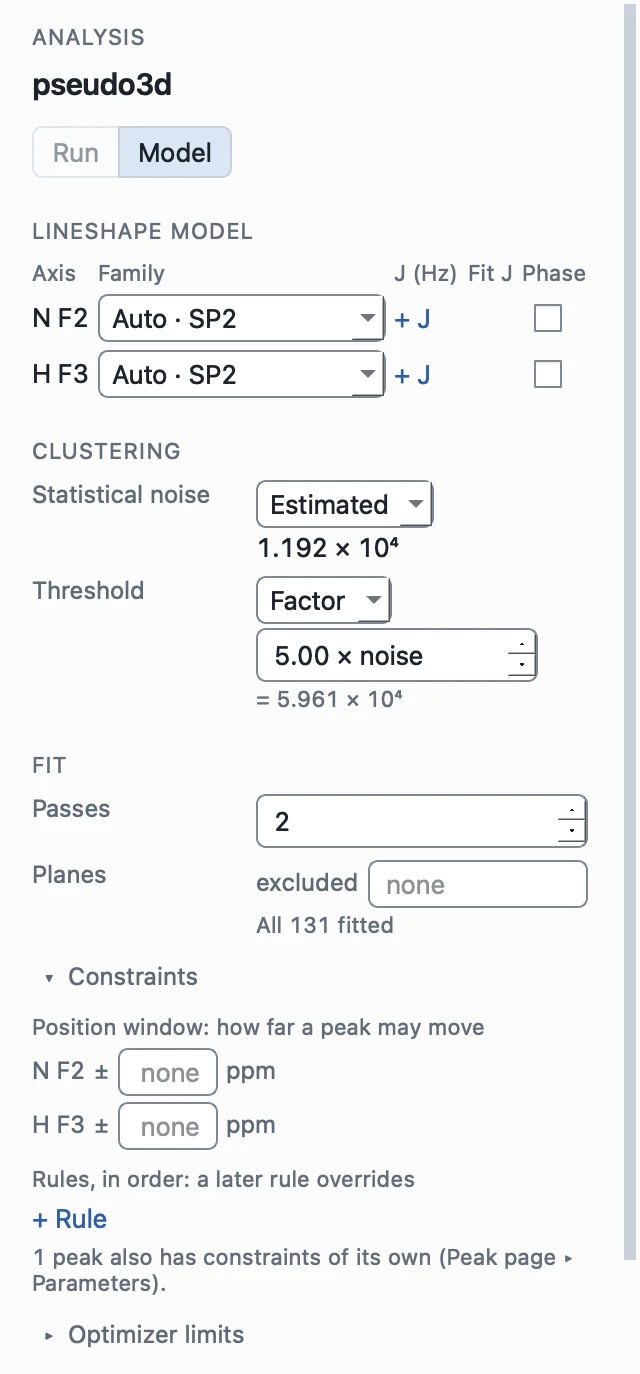 ANALYSIS
pseudo3d
Run Model
LINESHAPE MODEL
Axis Family J (Hz) Fit J Phase
N F2 Auto · SP2 + J
H F3 Auto · SP2 + J
CLUSTERING
Statistical noise Estimated
1.192 × 10⁴
Threshold Factor
5.00 × noise
= 5.961 × 10⁴
FIT
Passes 2
Planes excluded none
All 131 fitted
▾ Constraints
Position window: how far a peak may move
N F2 ± none ppm
H F3 ± none ppm
Rules, in order: a later rule overrides
+ Rule
1 peak also has constraints of its own (Peak page ▸
Parameters).
▸ Optimizer limits